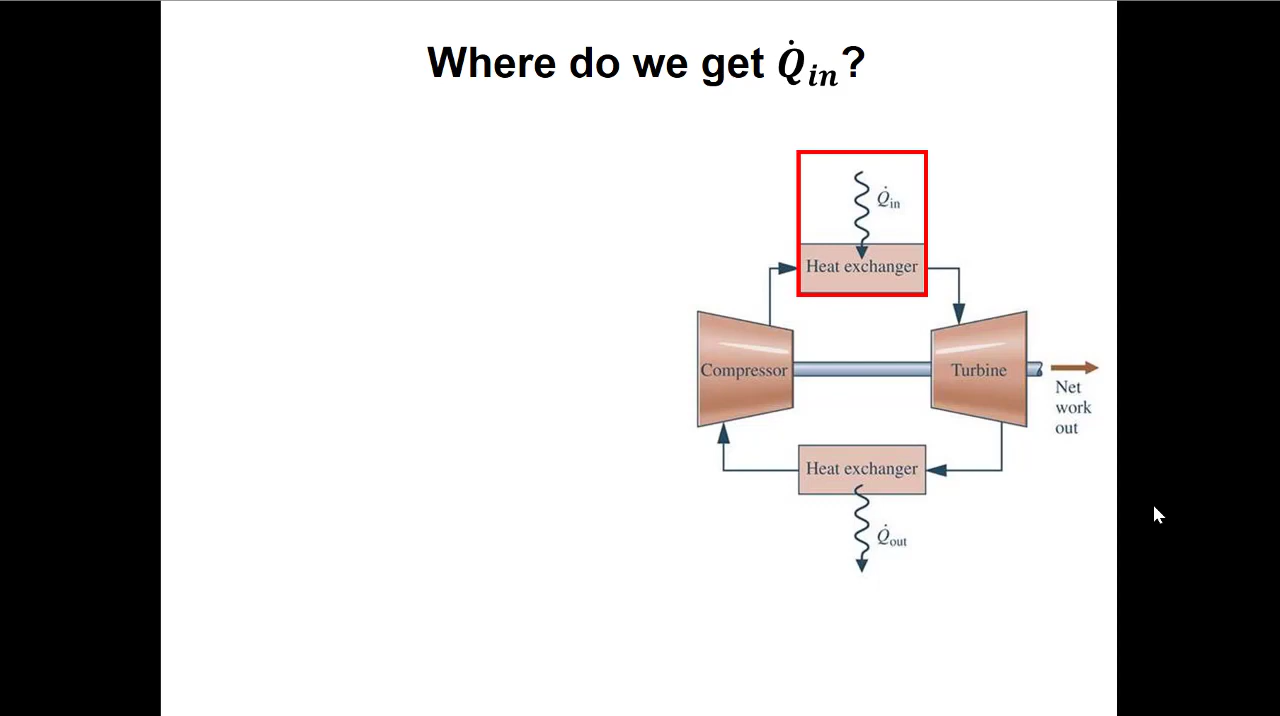 Where do we get Q̇in?
Q̇in
Heat exchanger
Compressor
Turbine
Net
work
out
Heat exchanger
Q̇out